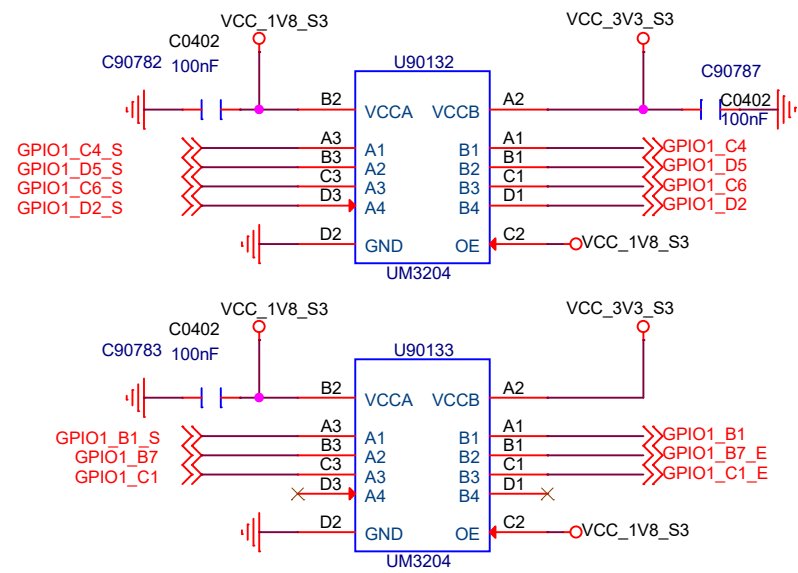 VCC_1V8_S3 VCC_3V3_S3
C0402
C90782 100nF U90132 C90787
C0402
100nF
B2 VCCA VCCB A2
GPIO1_C4_S A3 A1 B1 A1 GPIO1_C4
GPIO1_D5_S B3 A2 B2 B1 GPIO1_D5
GPIO1_C6_S C3 A3 B3 C1 GPIO1_C6
GPIO1_D2_S D3 A4 B4 D1 GPIO1_D2
D2 GND OE C2 VCC_1V8_S3
UM3204
VCC_1V8_S3 VCC_3V3_S3
C0402
C90783 100nF U90133
B2 VCCA VCCB A2
GPIO1_B1_S A3 A1 B1 A1 GPIO1_B1
GPIO1_B7 B3 A2 B2 B1 GPIO1_B7_E
GPIO1_C1 C3 A3 B3 C1 GPIO1_C1_E
D3 A4 B4 D1
D2 GND OE C2 VCC_1V8_S3
UM3204